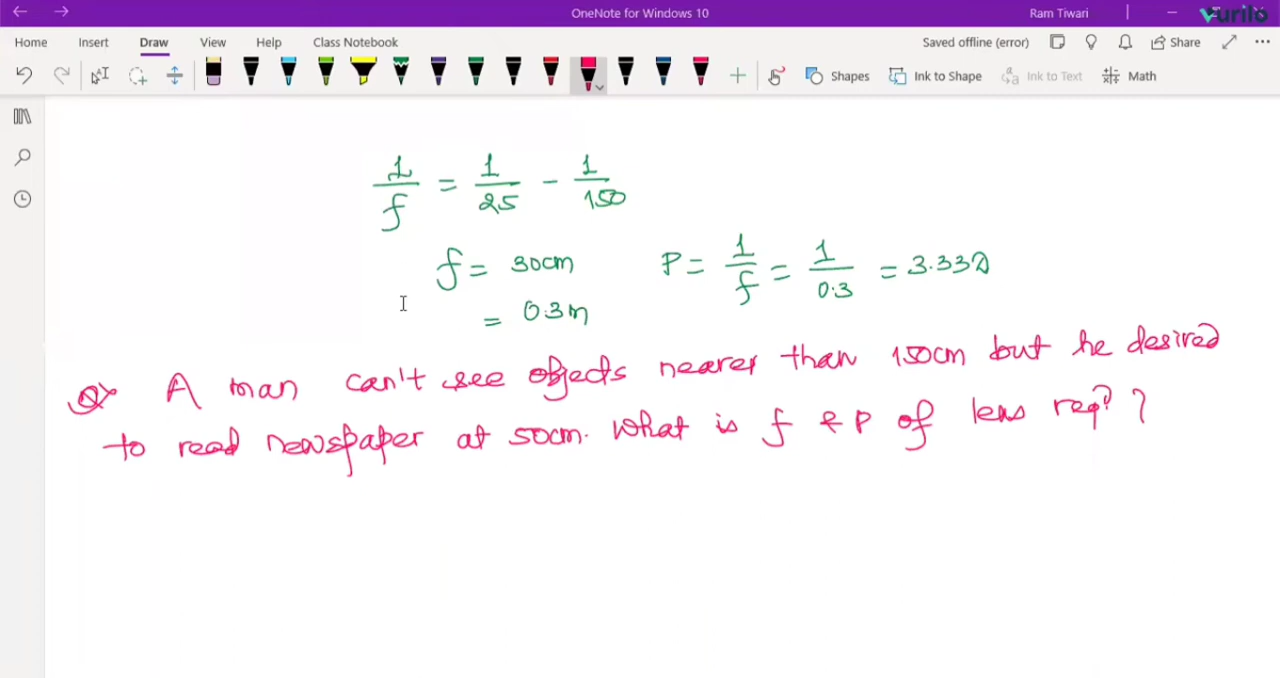 OneNote for Windows 10
Ram Tiwari
Yurilo
Home Insert Draw View Help Class Notebook
Saved offline (error)
Share
Shapes
Ink to Shape
Ink to Text
Math
1/f = 1/25 - 1/150
f = 30cm P = 1/f = 1/0.3 = 3.33D
= 0.3m
Q> A man can't see objects nearer than 150cm but he desired
to read newspaper at 50cm. What is f & P of lens req? ?